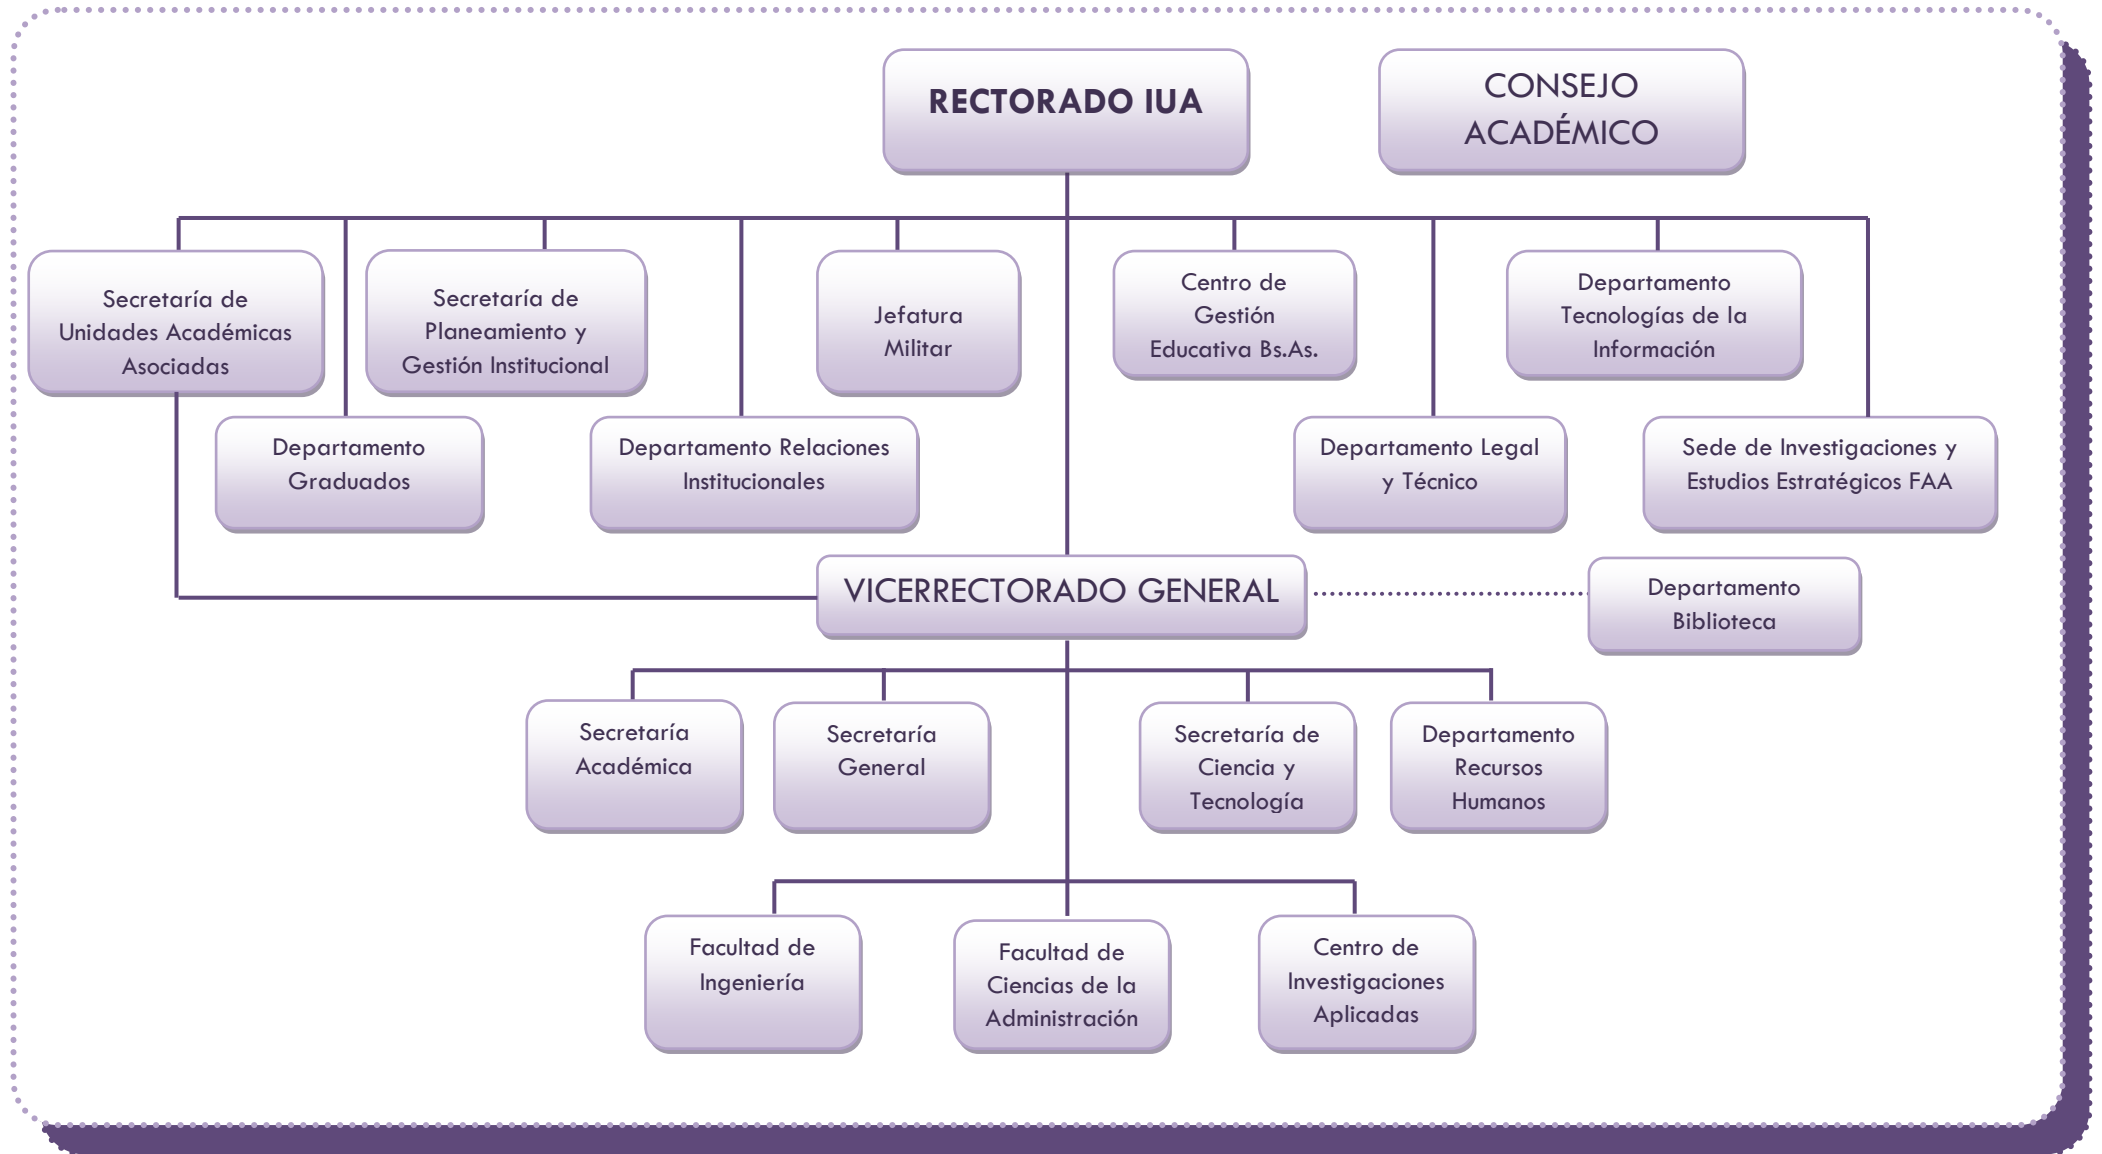 RECTORADO IUA
CONSEJO
ACADÉMICO
Secretaría de
Unidades Académicas
Asociadas
Secretaría de
Planeamiento y
Gestión Institucional
Jefatura
Militar
Centro de
Gestión
Educativa Bs.As.
Departamento
Tecnologías de la
Información
Departamento
Graduados
Departamento Relaciones
Institucionales
Departamento Legal
y Técnico
Sede de Investigaciones y
Estudios Estratégicos FAA
VICERRECTORADO GENERAL
Departamento
Biblioteca
Secretaría
Académica
Secretaría
General
Secretaría de
Ciencia y
Tecnología
Departamento
Recursos
Humanos
Facultad de
Ingeniería
Facultad de
Ciencias de la
Administración
Centro de
Investigaciones
Aplicadas